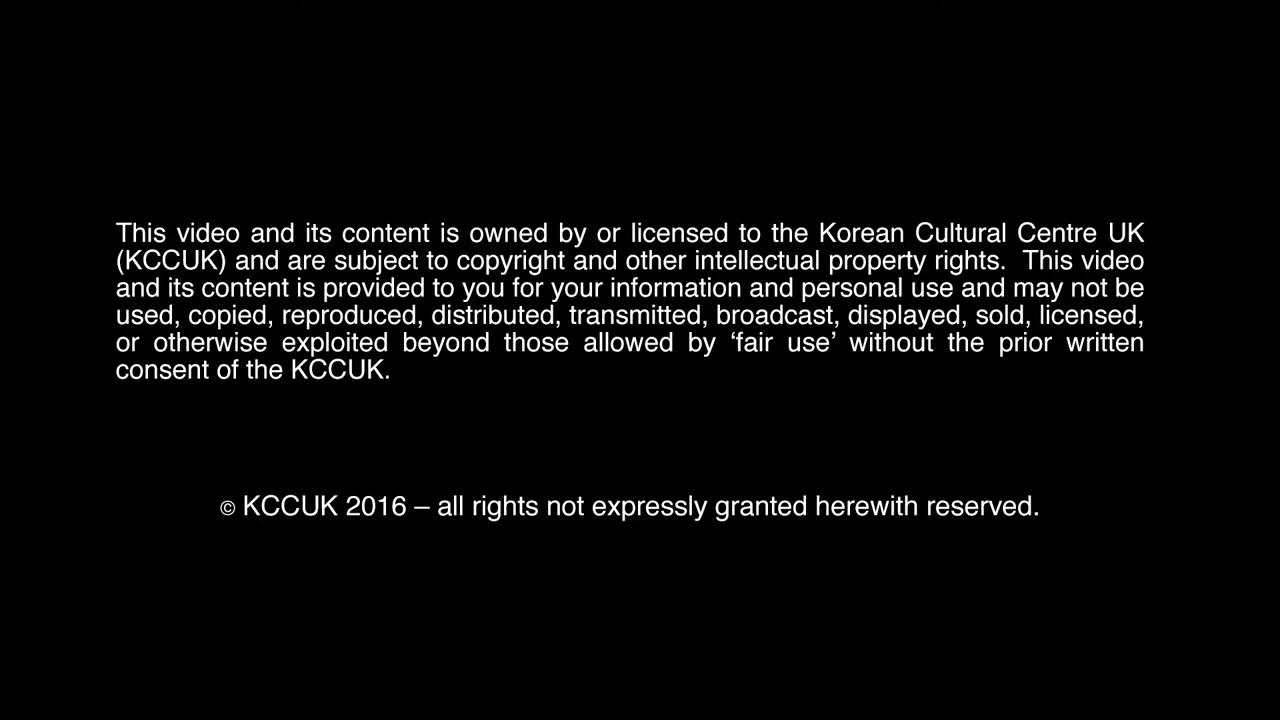 This video and its content is owned by or licensed to the Korean Cultural Centre UK
(KCCUK) and are subject to copyright and other intellectual property rights.  This video
and its content is provided to you for your information and personal use and may not be
used, copied, reproduced, distributed, transmitted, broadcast, displayed, sold, licensed,
or otherwise exploited beyond those allowed by ‘fair use’ without the prior written
consent of the KCCUK.
© KCCUK 2016 – all rights not expressly granted herewith reserved.